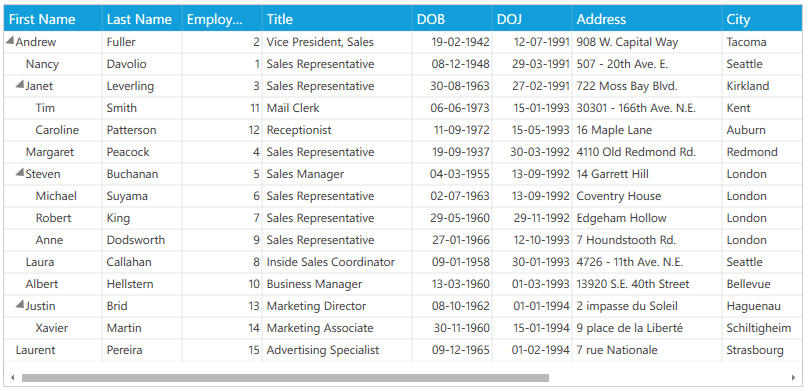 First Name Last Name Employ... Title DOB DOJ Address City
Andrew Fuller 2 Vice President, Sales 19-02-1942 12-07-1991 908 W. Capital Way Tacoma
Nancy Davolio 1 Sales Representative 08-12-1948 29-03-1991 507 - 20th Ave. E. Seattle
Janet Leverling 3 Sales Representative 30-08-1963 27-02-1991 722 Moss Bay Blvd. Kirkland
Tim Smith 11 Mail Clerk 06-06-1973 15-01-1993 30301 - 166th Ave. N.E. Kent
Caroline Patterson 12 Receptionist 11-09-1972 15-05-1993 16 Maple Lane Auburn
Margaret Peacock 4 Sales Representative 19-09-1937 30-03-1992 4110 Old Redmond Rd. Redmond
Steven Buchanan 5 Sales Manager 04-03-1955 13-09-1992 14 Garrett Hill London
Michael Suyama 6 Sales Representative 02-07-1963 13-09-1992 Coventry House London
Robert King 7 Sales Representative 29-05-1960 29-11-1992 Edgeham Hollow London
Anne Dodsworth 9 Sales Representative 27-01-1966 12-10-1993 7 Houndstooth Rd. London
Laura Callahan 8 Inside Sales Coordinator 09-01-1958 30-01-1993 4726 - 11th Ave. N.E. Seattle
Albert Hellstern 10 Business Manager 13-03-1960 01-03-1993 13920 S.E. 40th Street Bellevue
Justin Brid 13 Marketing Director 08-10-1962 01-01-1994 2 impasse du Soleil Haguenau
Xavier Martin 14 Marketing Associate 30-11-1960 15-01-1994 9 place de la Liberté Schiltigheim
Laurent Pereira 15 Advertising Specialist 09-12-1965 01-02-1994 7 rue Nationale Strasbourg